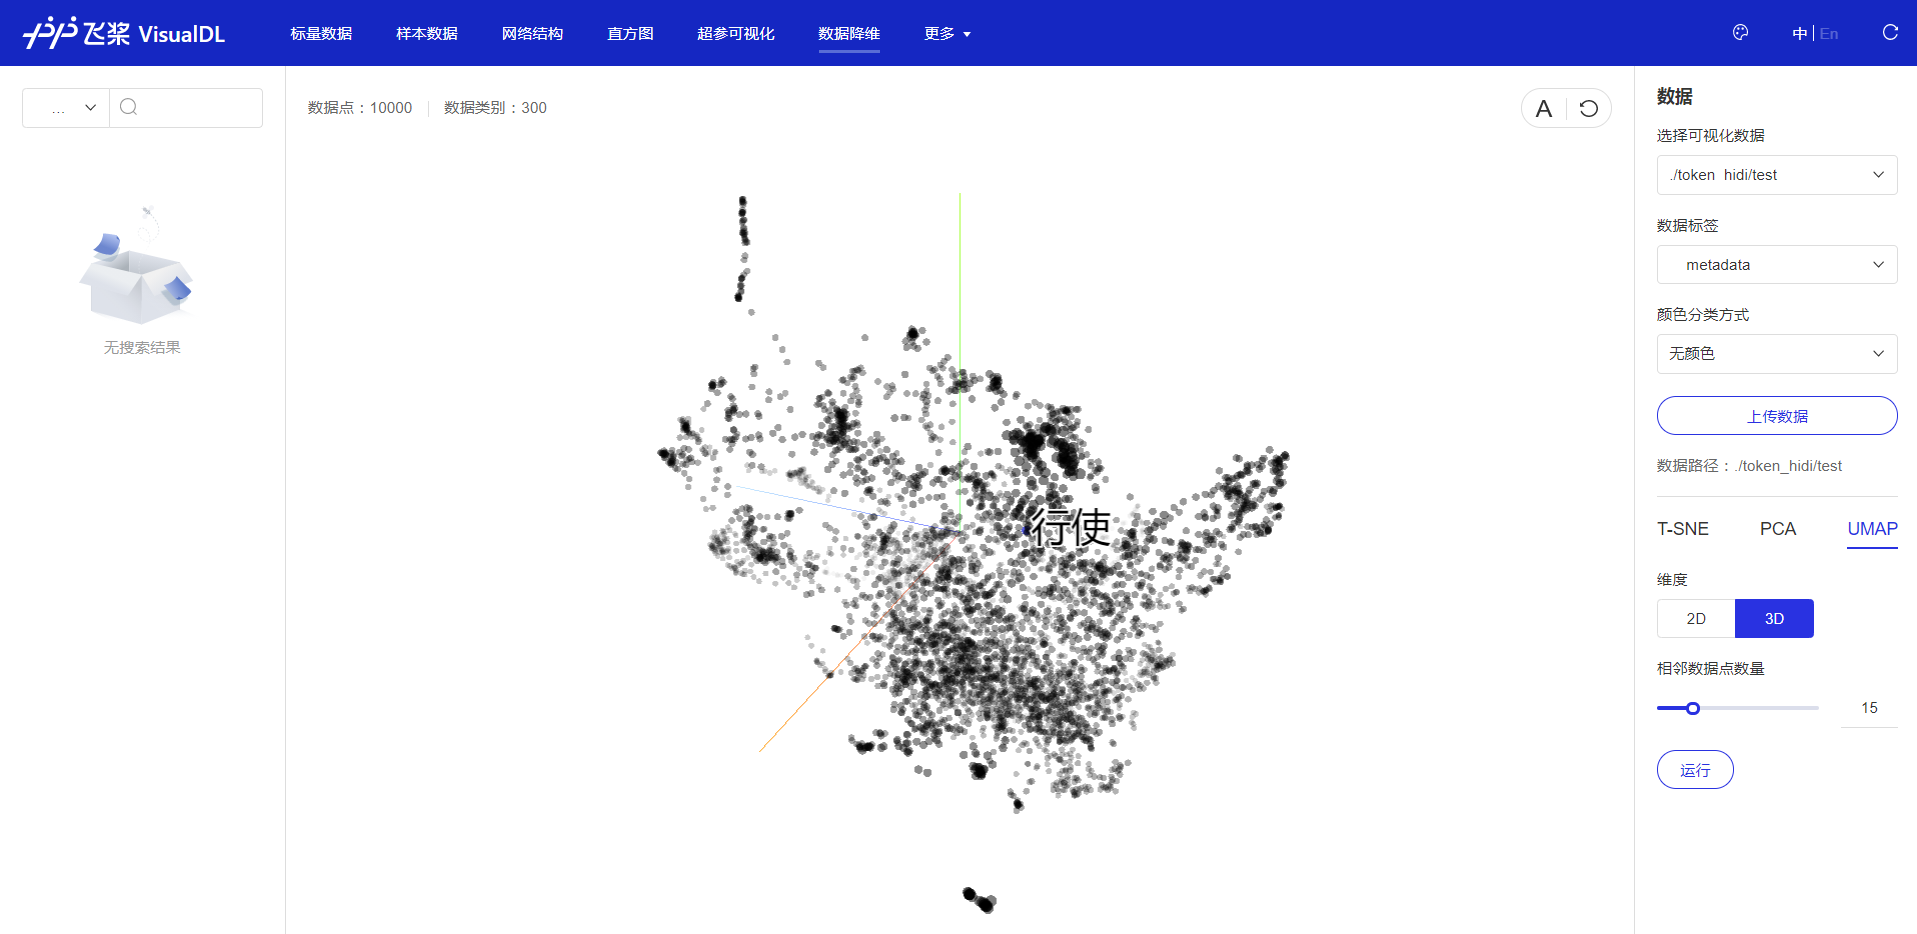 飞桨 VisualDL
标量数据 样本数据 网络结构 直方图 超参可视化 数据降维 更多
中 | En
...
无搜索结果
数据点：10000 | 数据类别：300
A
行使
数据
选择可视化数据
./token_hidi/test
数据标签
metadata
颜色分类方式
无颜色
上传数据
数据路径：./token_hidi/test
T-SNE PCA UMAP
维度
2D 3D
相邻数据点数量
15
运行